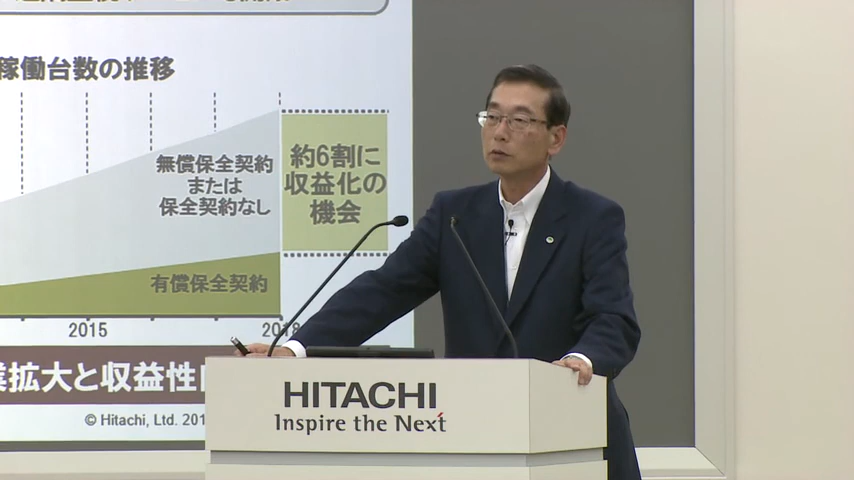 稼働台数の推移
無償保全契約
または
保全契約なし
約6割に
収益化の
機会
有償保全契約
2015
2018
拡大と収益性
© Hitachi, Ltd. 201
HITACHI
Inspire the Next